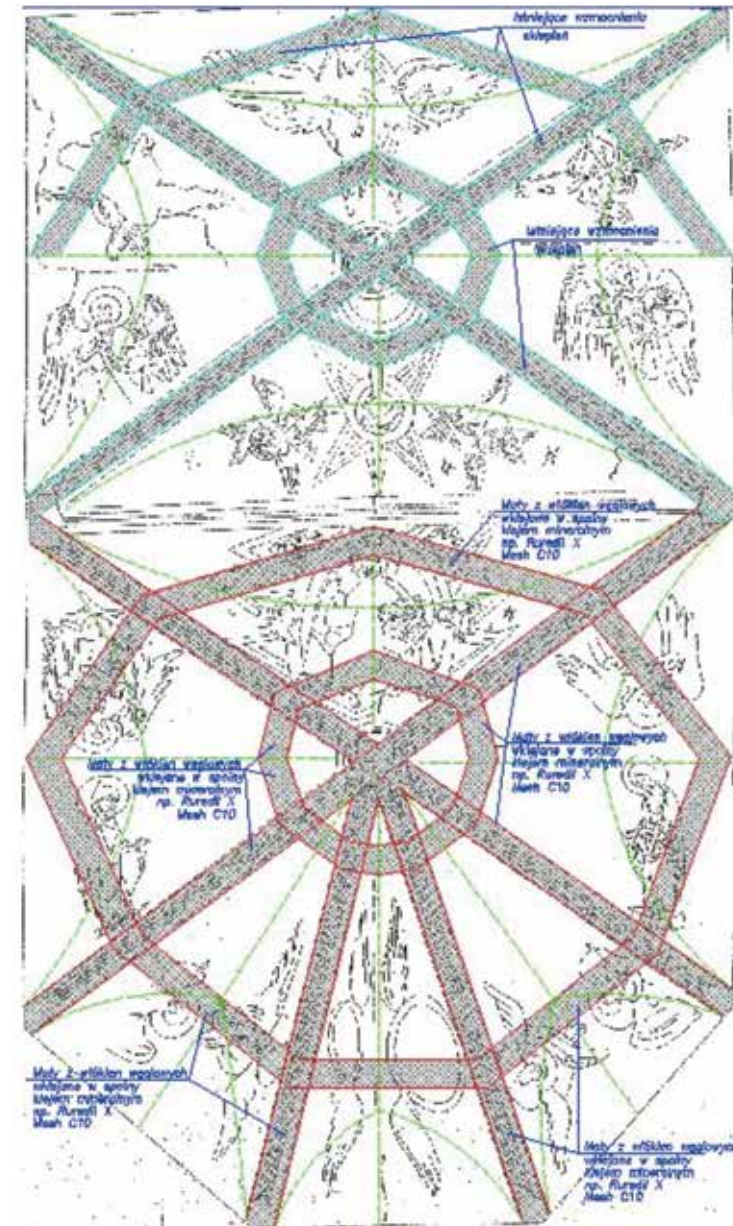 Istniejące wzmocnienia
sklepień
Istniejące wzmocnienia
sklepień
Maty z włókien węglowych
wklejane w spoiny
klejem mineralnym
np. Ruredil X
Mesh C10
Maty z włókien węglowych
wklejane w spoiny
klejem mineralnym
np. Ruredil X
Mesh C10
Maty z włókien węglowych
wklejane w spoiny
klejem mineralnym
np. Ruredil X
Mesh C10
Maty z włókien węglowych
wklejane w spoiny
klejem mineralnym
np. Ruredil X
Mesh C10
Maty z włókien węglowych
wklejane w spoiny
klejem mineralnym
np. Ruredil X
Mesh C10